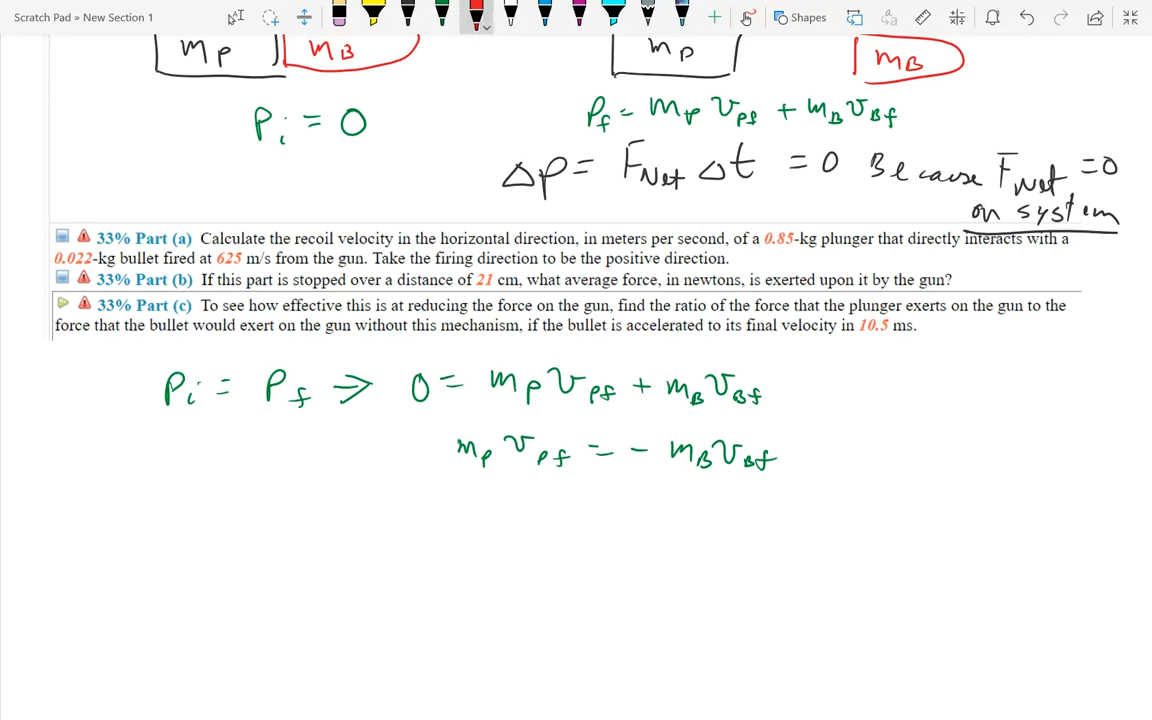 Scratch Pad » New Section 1
Shapes
mP mB mP mB
Pi = 0
Pf = mP vPf + mB vBf
ΔP = FNet Δt = 0 Because FNet = 0
on system
33% Part (a) Calculate the recoil velocity in the horizontal direction, in meters per second, of a 0.85-kg plunger that directly interacts with a
0.022-kg bullet fired at 625 m/s from the gun. Take the firing direction to be the positive direction.
33% Part (b) If this part is stopped over a distance of 21 cm, what average force, in newtons, is exerted upon it by the gun?
33% Part (c) To see how effective this is at reducing the force on the gun, find the ratio of the force that the plunger exerts on the gun to the
force that the bullet would exert on the gun without this mechanism, if the bullet is accelerated to its final velocity in 10.5 ms.
Pi = Pf ⇒ 0 = mP vPf + mB vBf
mP vPf = - mB vBf